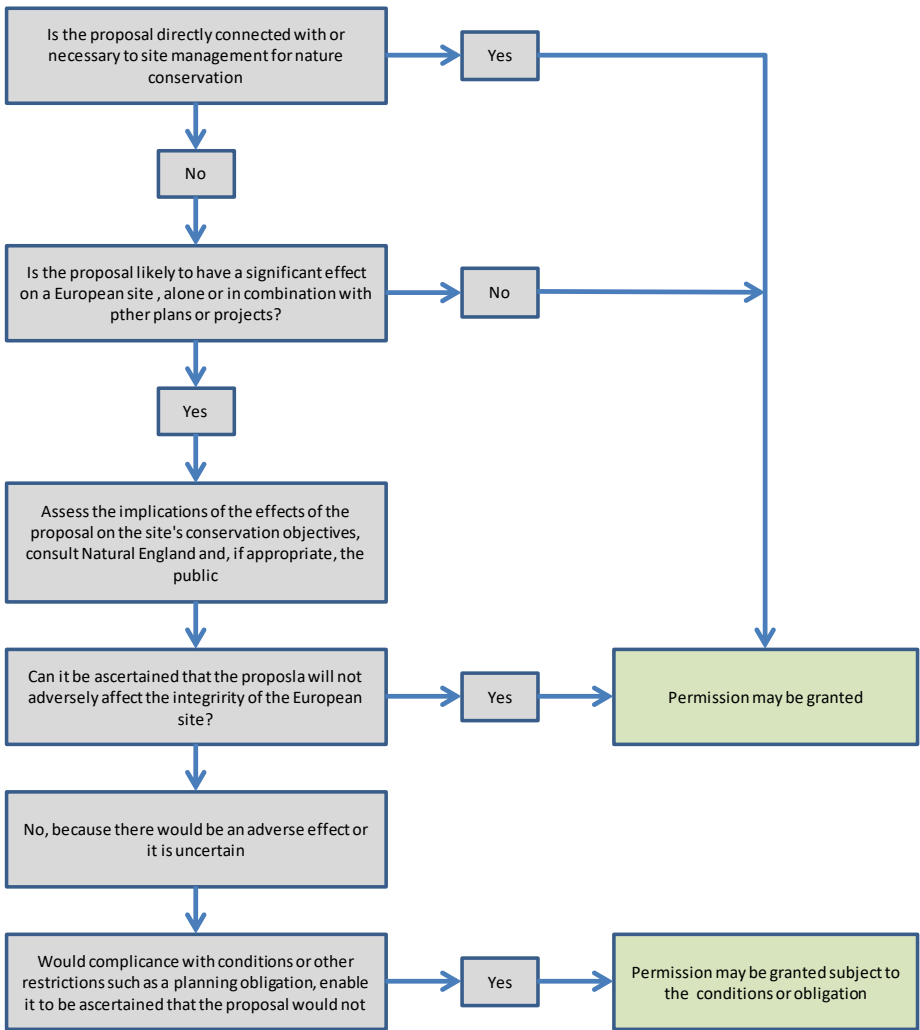 Is the proposal directly connected with or
necessary to site management for nature
conservation
Yes
No
Is the proposal likely to have a significant effect
on a European site , alone or in combination with
pther plans or projects?
No
Yes
Assess the implications of the effects of the
proposal on the site's conservation objectives,
consult Natural England and, if appropriate, the
public
Can it be ascertained that the proposla will not
adversely affect the integririty of the European
site?
Yes
Permission may be granted
No, because there would be an adverse effect or
it is uncertain
Would complicance with conditions or other
restrictions such as a planning obligation, enable
it to be ascertained that the proposal would not
Yes
Permission may be granted subject to
the conditions or obligation